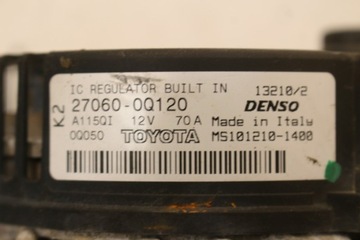 IC REGULATOR BUILT IN 13210/2
K2 27060-0Q120 DENSO
A115QI 12V 70A Made in Italy
0Q050 TOYOTA MS101210-1400